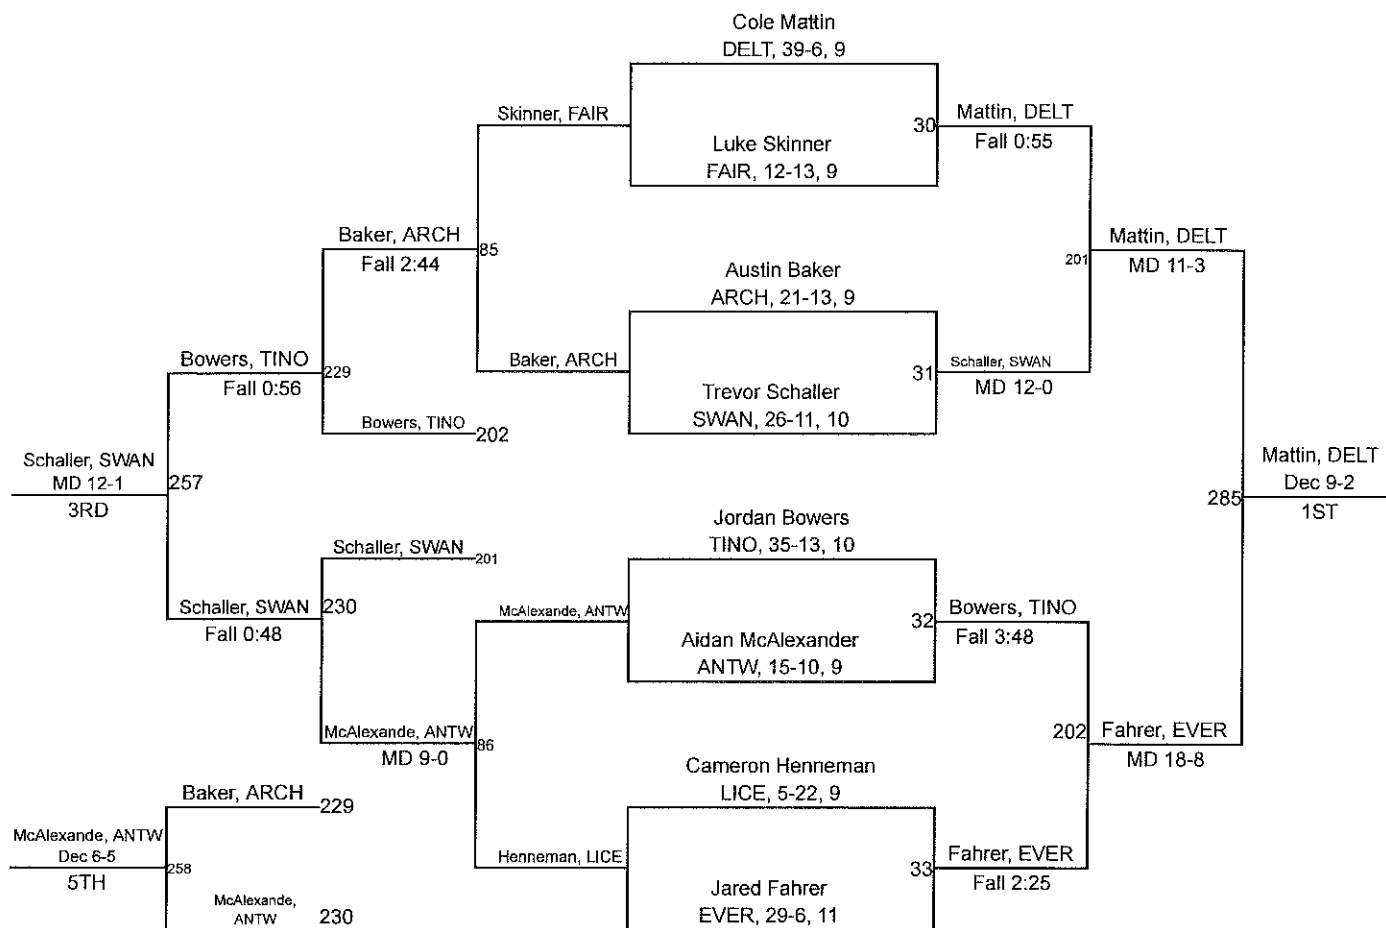 Cole Mattin
DELT, 39-6, 9
Skinner, FAIR
30
Mattin, DELT
Fall 0:55
Luke Skinner
FAIR, 12-13, 9
Baker, ARCH
85
Fall 2:44
Mattin, DELT
201
MD 11-3
Austin Baker
ARCH, 21-13, 9
Bowers, TINO
229
Fall 0:56
Baker, ARCH
31
Schaller, SWAN
MD 12-0
Trevor Schaller
SWAN, 26-11, 10
Bowers, TINO
202
Schaller, SWAN
MD 12-1
257
3RD
Mattin, DELT
Dec 9-2
285
1ST
Jordan Bowers
TINO, 35-13, 10
Schaller, SWAN
201
Schaller, SWAN
230
Fall 0:48
McAlexande, ANTW
32
Bowers, TINO
Fall 3:48
Aidan McAlexander
ANTW, 15-10, 9
McAlexande, ANTW
86
MD 9-0
202
Fahrer, EVER
MD 18-8
Cameron Henneman
LICE, 5-22, 9
Baker, ARCH
229
McAlexande, ANTW
Dec 6-5
258
5TH
Henneman, LICE
33
Fahrer, EVER
Fall 2:25
Jared Fahrer
EVER, 29-6, 11
McAlexande,
ANTW
230